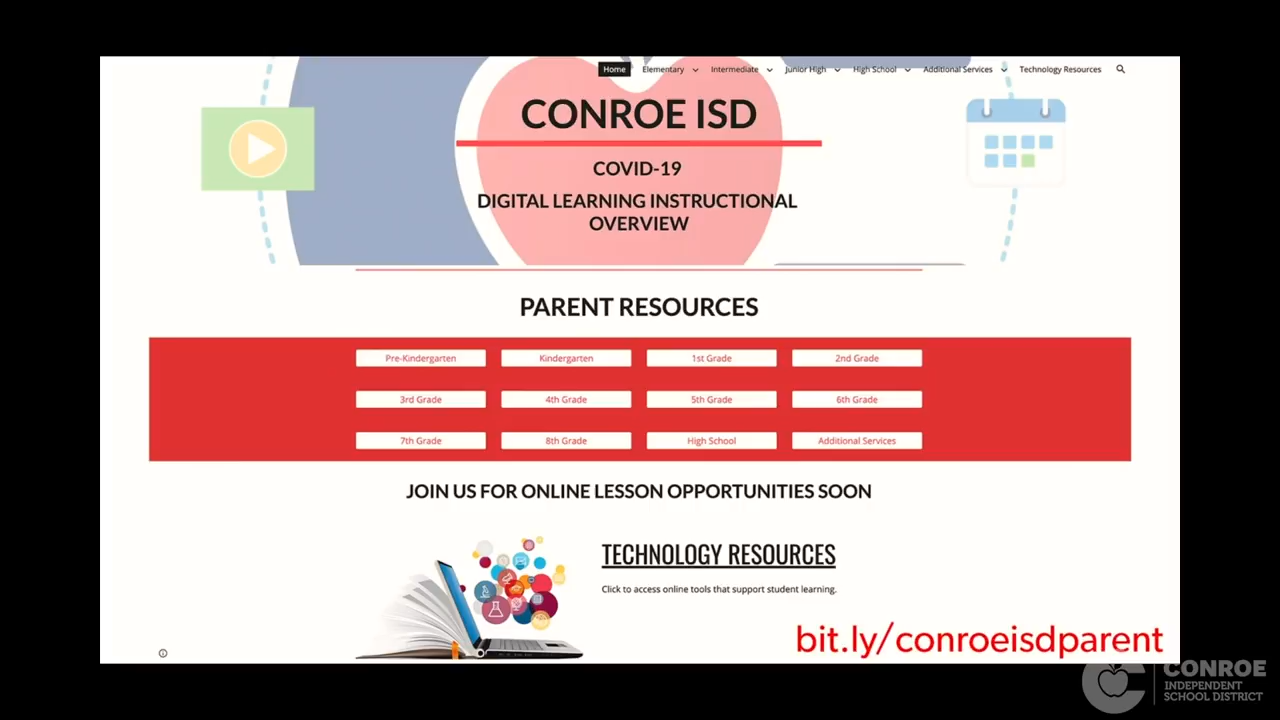 Home Elementary Intermediate Junior High High School Additional Services Technology Resources
CONROE ISD
COVID-19
DIGITAL LEARNING INSTRUCTIONAL
OVERVIEW
PARENT RESOURCES
Pre-Kindergarten Kindergarten 1st Grade 2nd Grade
3rd Grade 4th Grade 5th Grade 6th Grade
7th Grade 8th Grade High School Additional Services
JOIN US FOR ONLINE LESSON OPPORTUNITIES SOON
TECHNOLOGY RESOURCES
Click to access online tools that support student learning.
bit.ly/conroeisdparent
CONROE
INDEPENDENT
SCHOOL DISTRICT